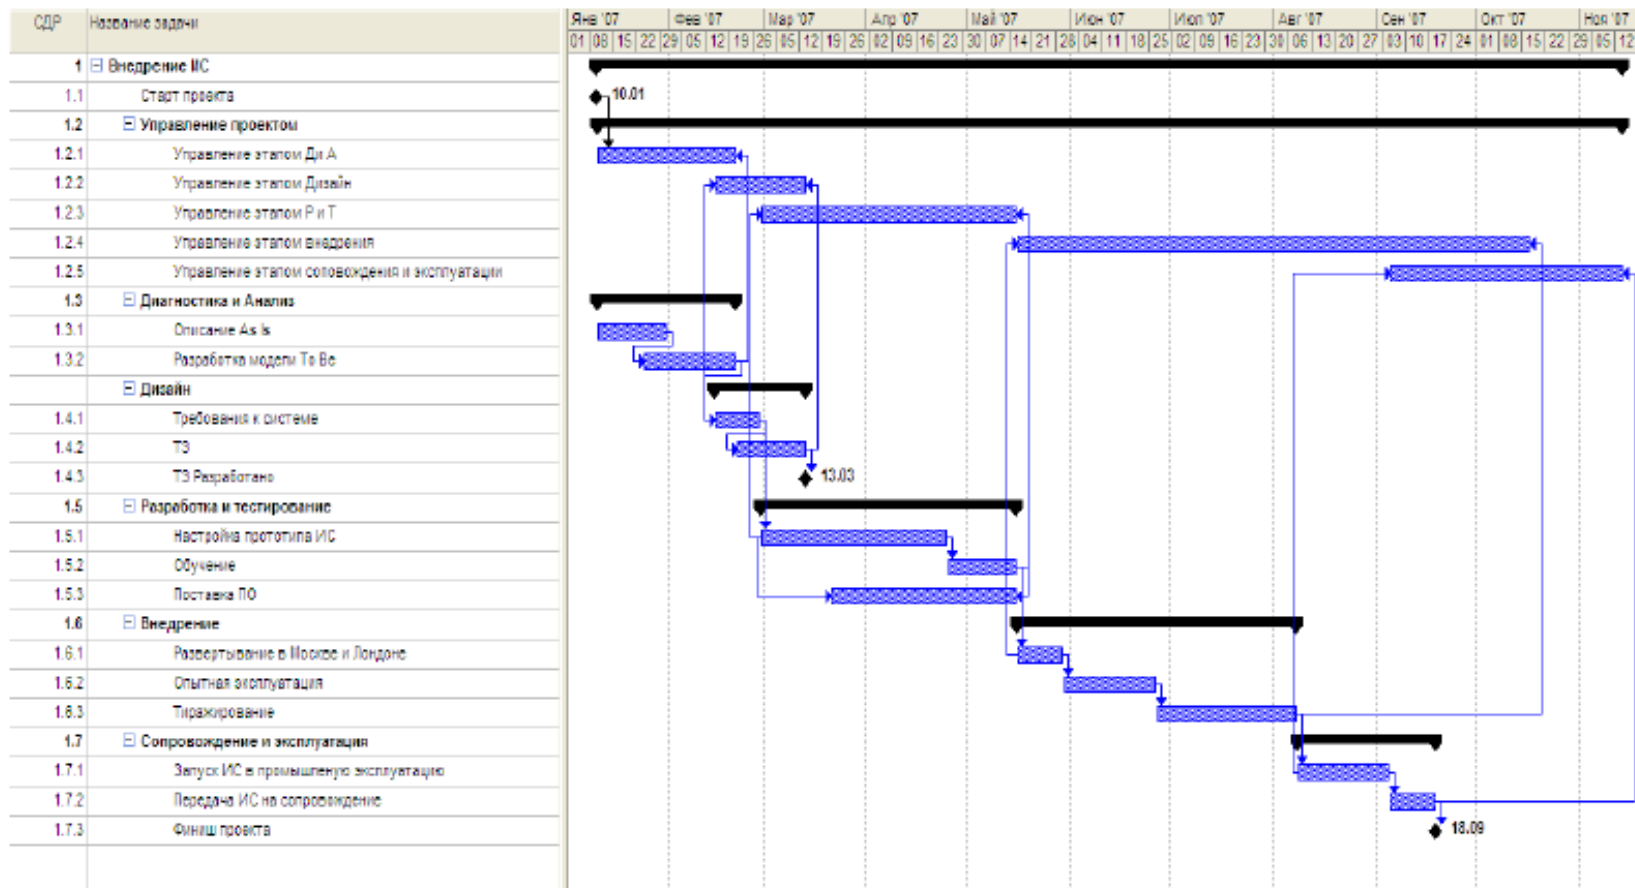 СДР Название задачи Янв '07 Фев '07 Мар '07 Апр '07 Май '07 Июн '07 Июл '07 Авг '07 Сен '07 Окт '07 Ноя '07
01 08 15 22 29 05 12 19 26 05 12 19 26 02 09 16 23 30 07 14 21 28 04 11 18 25 02 09 16 23 30 06 13 20 27 03 10 17 24 01 08 15 22 29 05 12
1 Внедрение ИС
1.1 Старт проекта 10.01
1.2 Управление проектом
1.2.1 Управление этапом Ди А
1.2.2 Управление этапом Дизайн
1.2.3 Управление этапом Р и Т
1.2.4 Управление этапом внедрения
1.2.5 Управление этапом соповождения и эксплуатации
1.3 Диагностика и Анализ
1.3.1 Описание As Is
1.3.2 Разработка модели To Be
Дизайн
1.4.1 Требования к системе
1.4.2 ТЗ
1.4.3 ТЗ Разработано 13.03
1.5 Разработка и тестирование
1.5.1 Настройка прототипа ИС
1.5.2 Обучение
1.5.3 Поставка ПО
1.6 Внедрение
1.6.1 Развертывание в Москве и Лондоне
1.6.2 Опытная эксплуатация
1.6.3 Тиражирование
1.7 Сопровождение и эксплуатация
1.7.1 Запуск ИС в промышленую эксплуатацию
1.7.2 Передача ИС на сопровождение
1.7.3 Финиш проекта 18.09